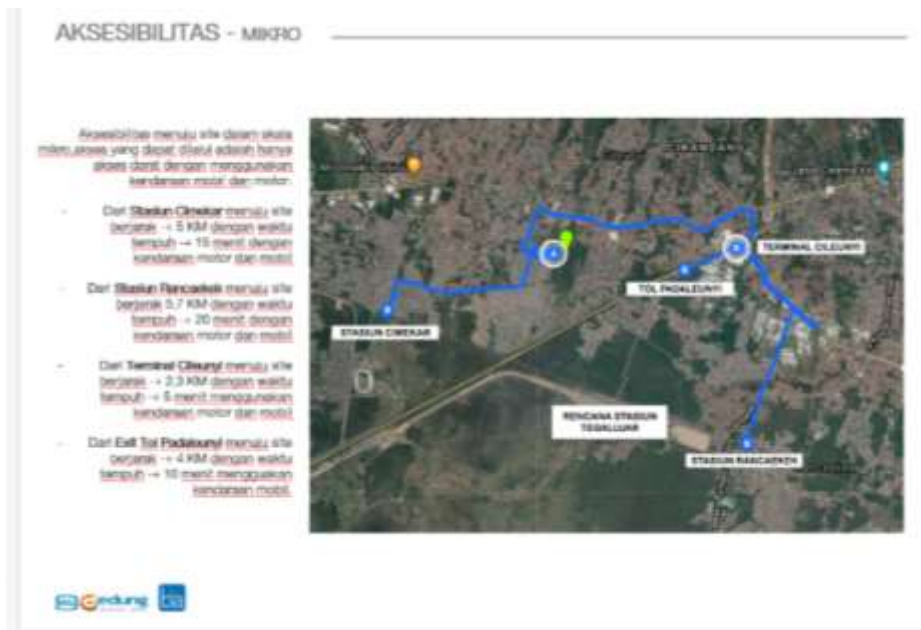 AKSESIBILITAS - MIKRO
Aksesibilitas menuju site dalam skala
mikro, akses yang dapat dilalui adalah hanya
akses darat dengan menggunakan
kendaraan mobil dan motor.
- Dari Stasiun Cimekar menuju site
berjarak → 5 KM dengan waktu
tempuh → 15 menit dengan
kendaraan motor dan mobil
- Dari Stasiun Rancaekek menuju site
berjarak 5,7 KM dengan waktu
tempuh → 20 menit dengan
kendaraan motor dan mobil
- Dari Terminal Cileunyi menuju site
berjarak → 2,3 KM dengan waktu
tempuh → 5 menit menggunakan
kendaraan motor dan mobil
- Dari Exit Tol Padaleunyi menuju site
berjarak → 4 KM dengan waktu
tempuh → 10 menit menggunakan
kendaraan mobil.
TERMINAL CILEUNYI
TOL PADALEUNYI
STASIUN CIMEKAR
RENCANA STASIUN
TEGALLUAR
STASIUN RANCAEKEK
Gedung